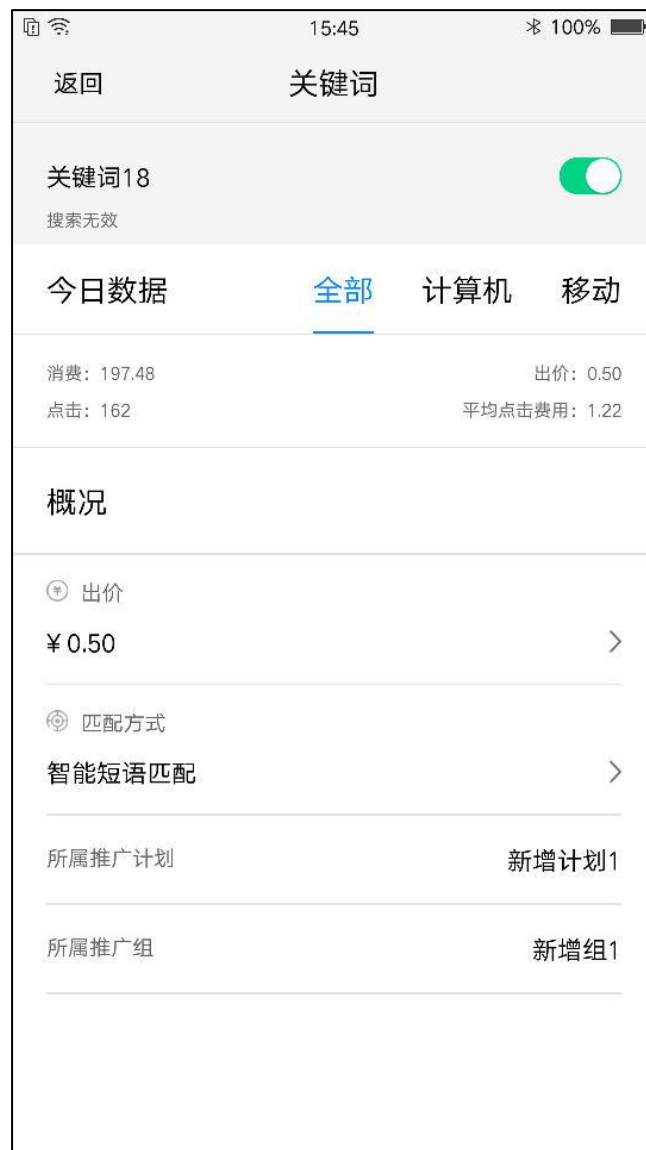 15:45
100%
返回
关键词
关键词18
搜索无效
今日数据 全部 计算机 移动
消费：197.48 出价：0.50
点击：162 平均点击费用：1.22
概况
出价
¥ 0.50
匹配方式
智能短语匹配
所属推广计划 新增计划1
所属推广组 新增组1